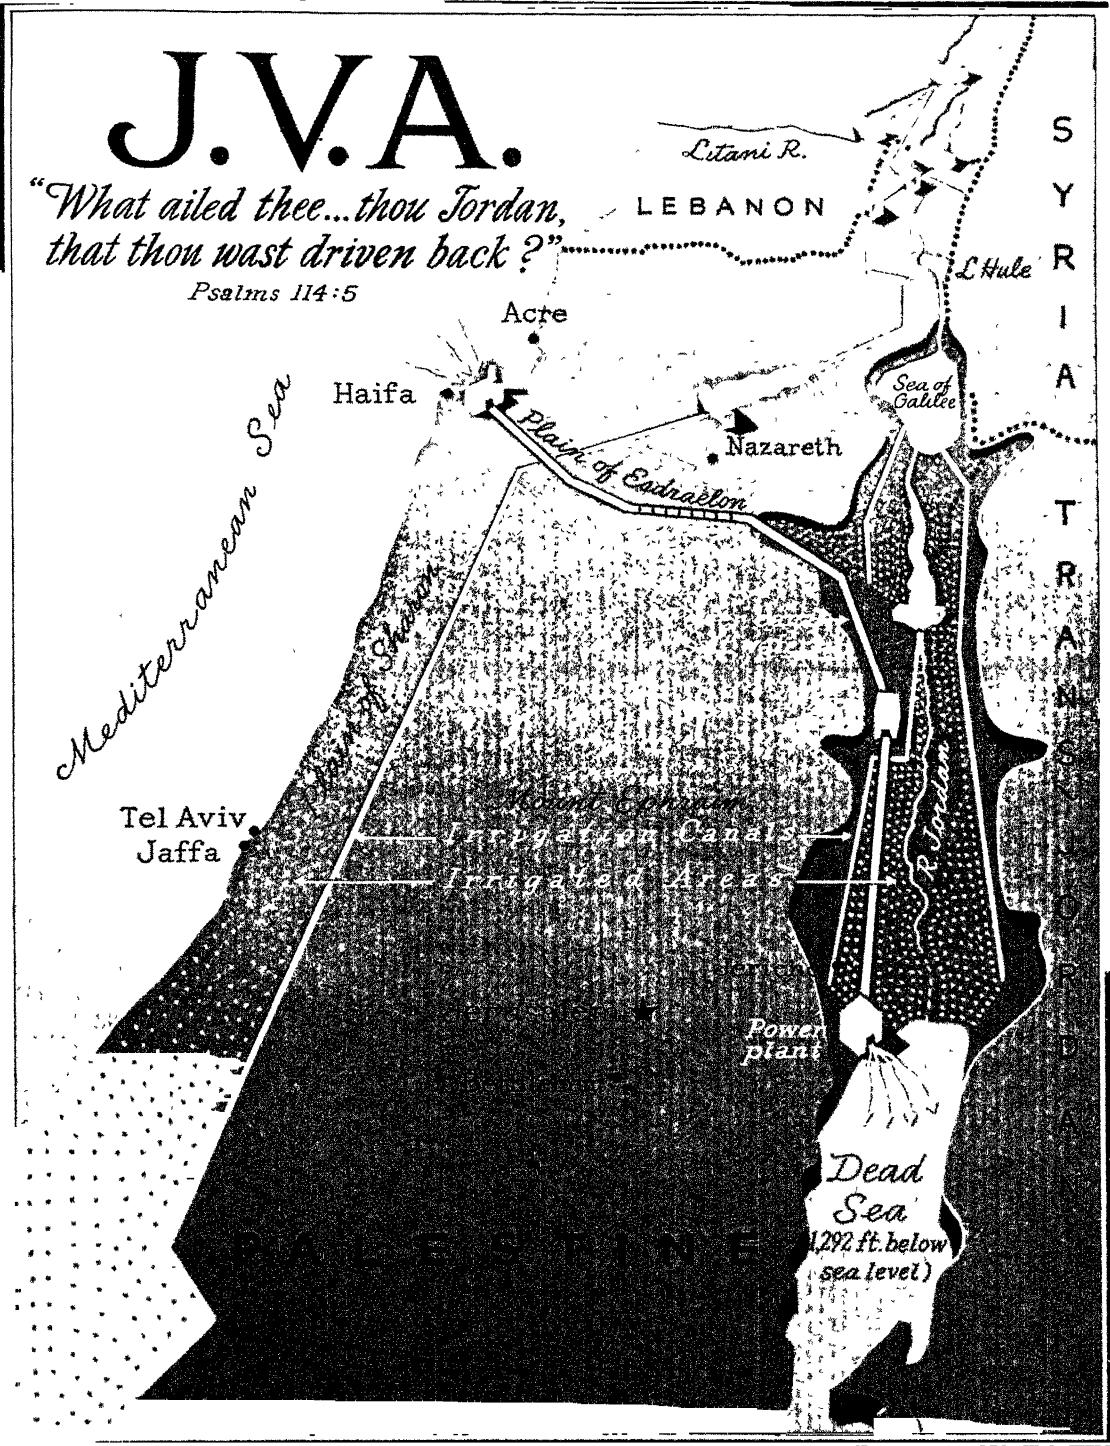 J.V.A.
"What ailed thee...thou Jordan,
that thou wast driven back?"
Psalms 114:5
Litani R.
LEBANON
SYRIA
L Hule
Acre
Haifa
Sea of
Galilee
Plain of Esdraelon
Nazareth
Mediterranean Sea
Plain of Sharon
TRANSJORDAN
Mount Ephraim
Tel Aviv
Jaffa
Irrigation Canals
Irrigated Areas
R Jordan
Jericho
Jerusalem
Power
plant
Dead
Sea
1,292 ft. below
sea level)
PALESTINE